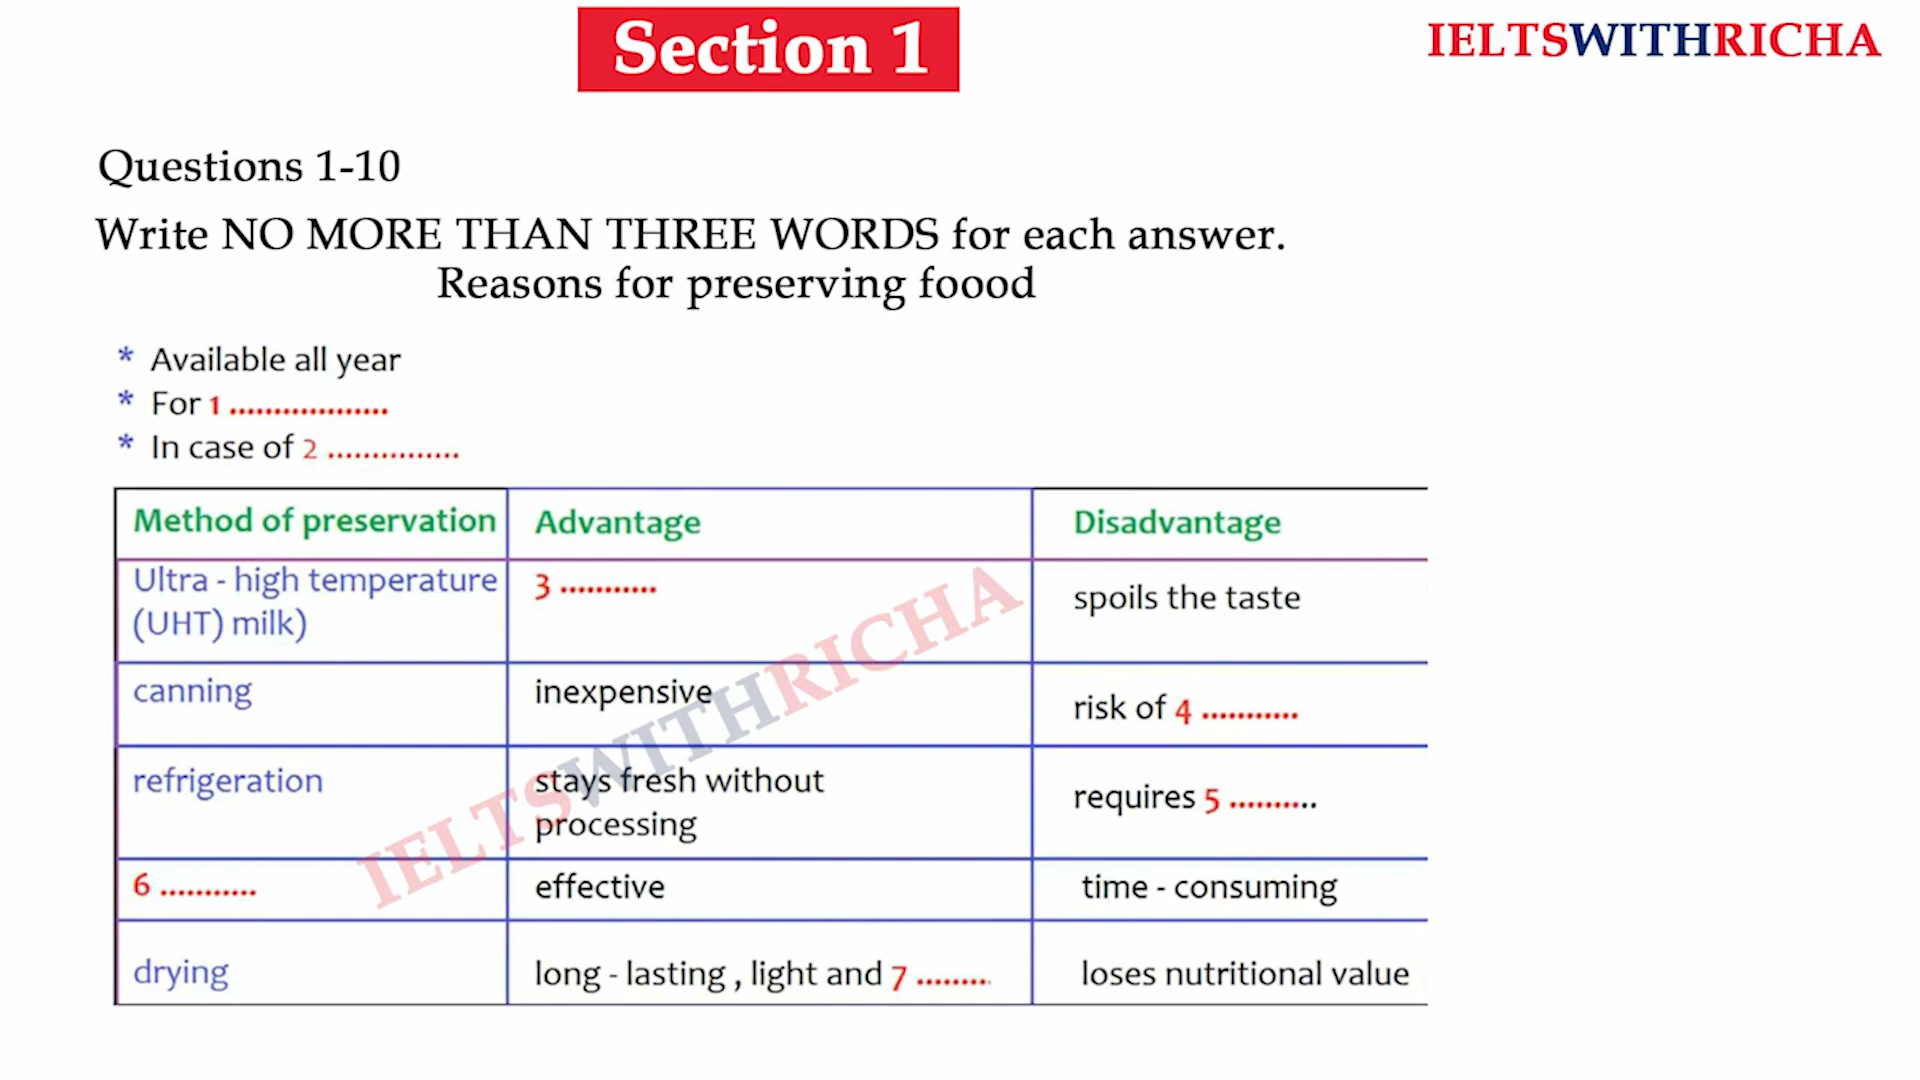 Section 1
IELTSWITHRICHA
Questions 1-10
Write NO MORE THAN THREE WORDS for each answer.
Reasons for preserving foood
* Available all year
* For 1 ..................
* In case of 2 ...............
Method of preservation Advantage Disadvantage
Ultra - high temperature (UHT) milk) 3 ........... spoils the taste
canning inexpensive risk of 4 ...........
refrigeration stays fresh without processing requires 5 ..........
6 ........... effective time - consuming
drying long - lasting , light and 7 ......... loses nutritional value
IELTSWITHRICHA